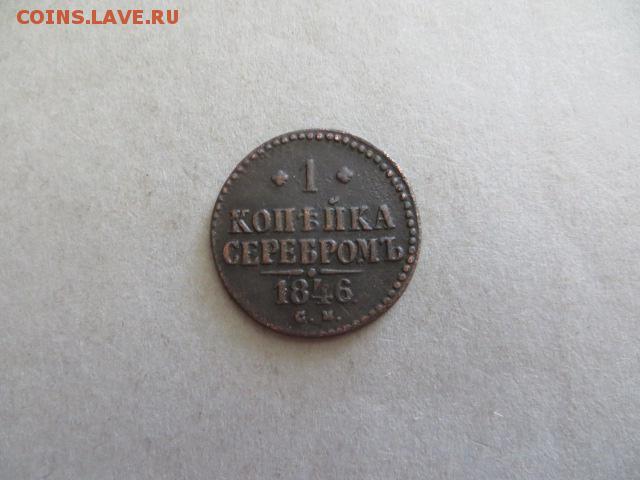 COINS.LAVE.RU
1
КОПѢЙКА
СЕРЕБРОМЪ
1846
С. М.